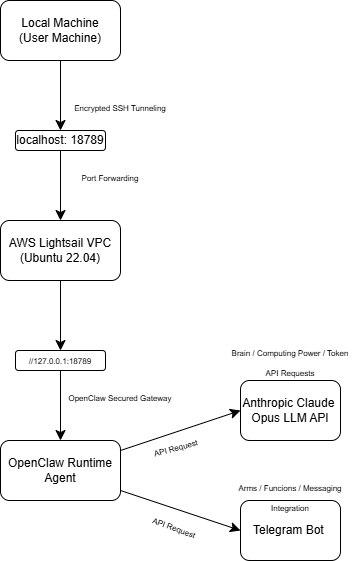 Local Machine
(User Machine)
Encrypted SSH Tunneling
localhost: 18789
Port Forwarding
AWS Lightsail VPC
(Ubuntu 22.04)
//127.0.0.1:18789
OpenClaw Secured Gateway
OpenClaw Runtime
Agent
API Request
Brain / Computing Power / Token
API Requests
Anthropic Claude
Opus LLM API
API Request
Arms / Funcions / Messaging
Integration
Telegram Bot